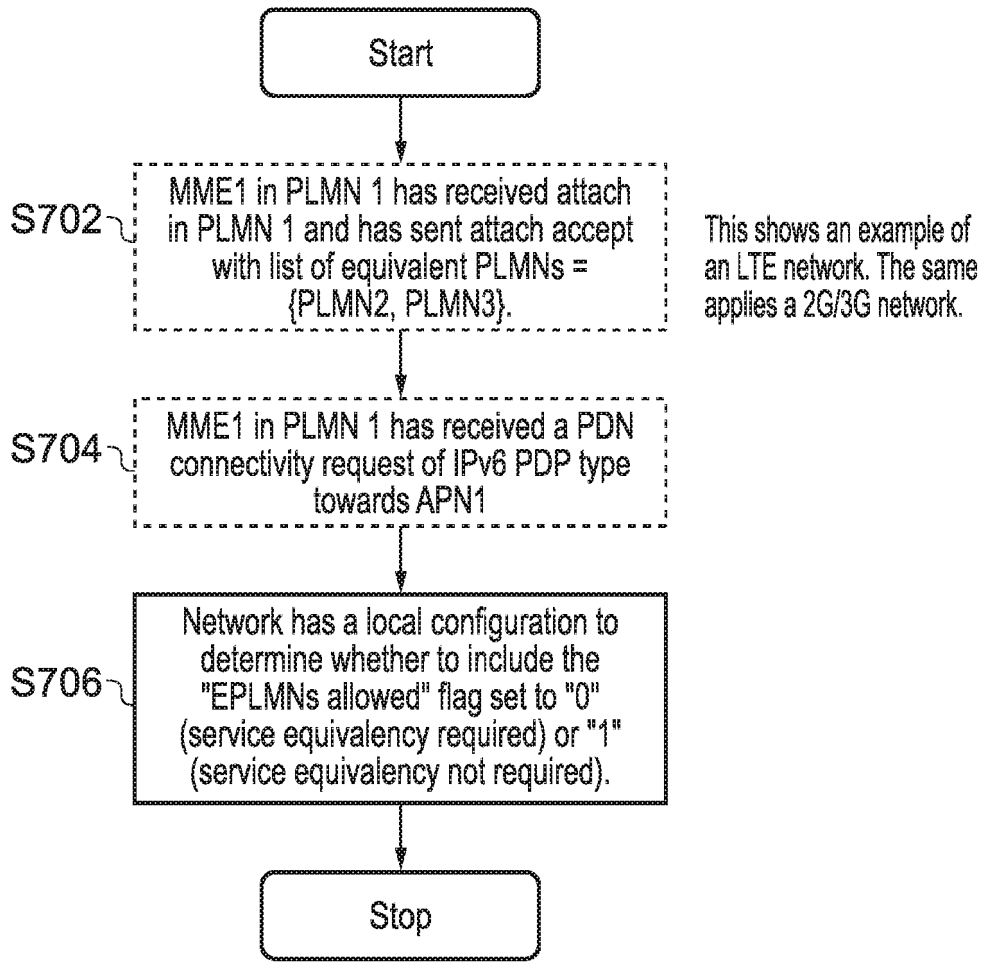 Start
S702
MME1 in PLMN 1 has received attach
in PLMN 1 and has sent attach accept
with list of equivalent PLMNs =
{PLMN2, PLMN3}.
This shows an example of
an LTE network. The same
applies a 2G/3G network.
S704
MME1 in PLMN 1 has received a PDN
connectivity request of IPv6 PDP type
towards APN1
S706
Network has a local configuration to
determine whether to include the
"EPLMNs allowed" flag set to "0"
(service equivalency required) or "1"
(service equivalency not required).
Stop